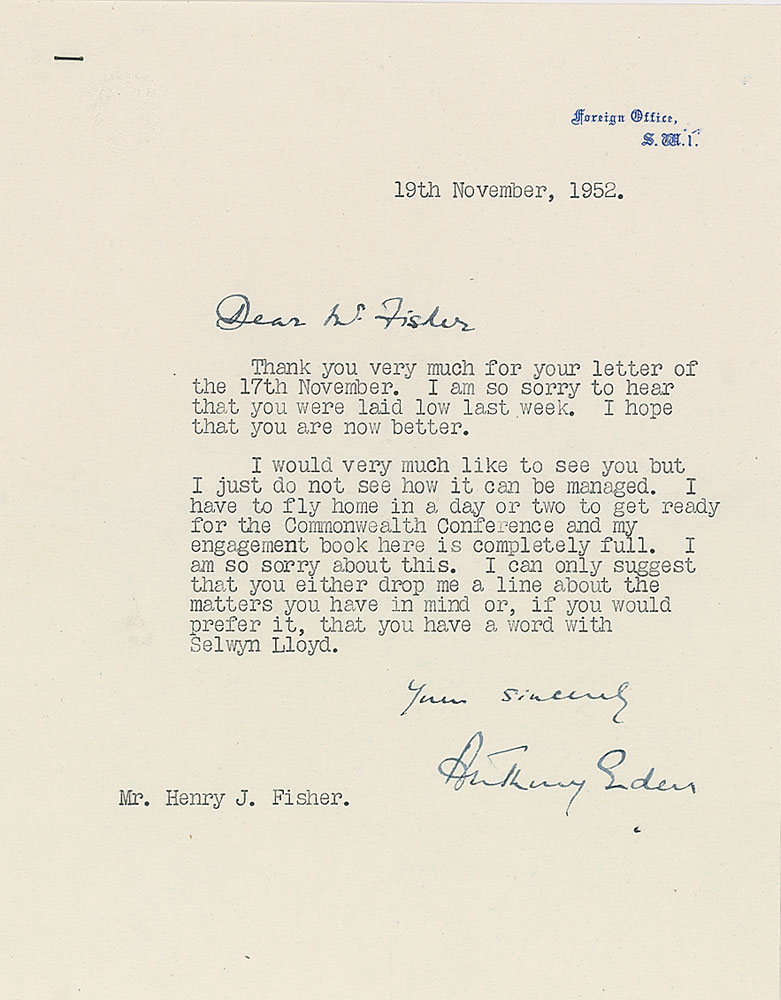 Foreign Office,
S.W.1.
19th November, 1952.
Dear Mr. Fisher
Thank you very much for your letter of
the 17th November. I am so sorry to hear
that you were laid low last week. I hope
that you are now better.
I would very much like to see you but
I just do not see how it can be managed. I
have to fly home in a day or two to get ready
for the Commonwealth Conference and my
engagement book here is completely full. I
am so sorry about this. I can only suggest
that you either drop me a line about the
matters you have in mind or, if you would
prefer it, that you have a word with
Selwyn Lloyd.
Yours sincerely
Anthony Eden
Mr. Henry J. Fisher.